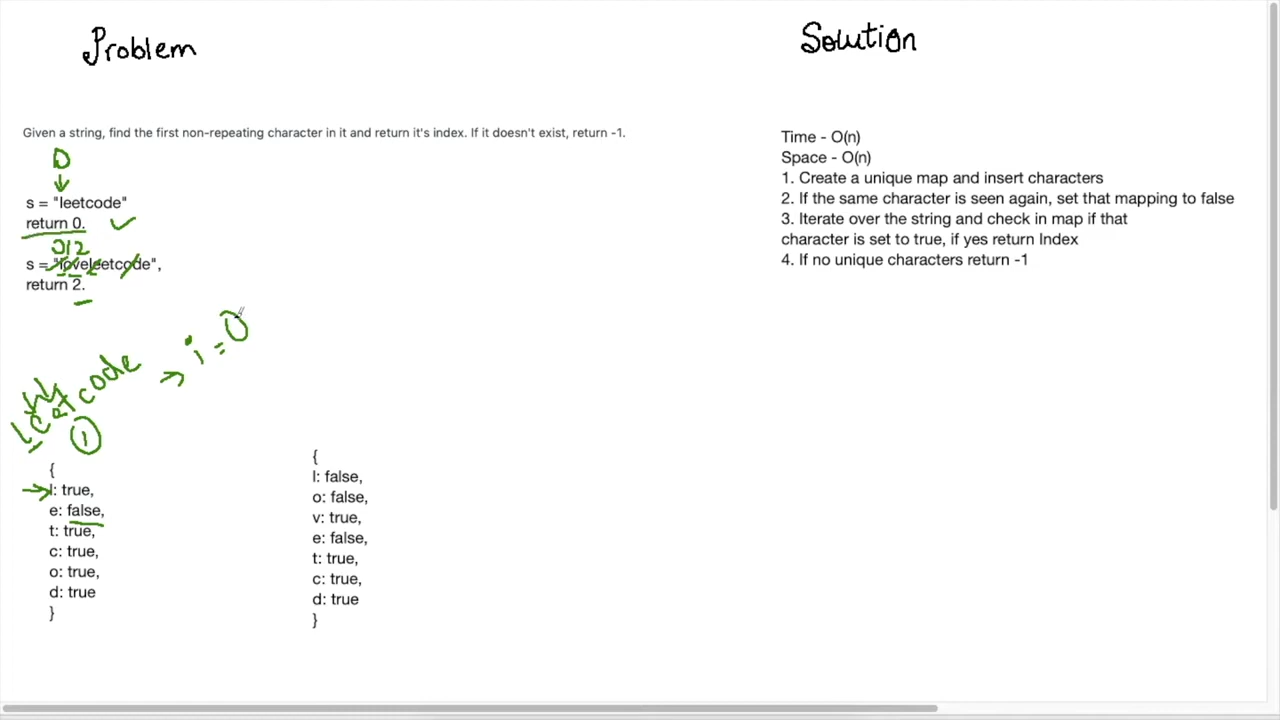 Problem
Solution
Given a string, find the first non-repeating character in it and return it's index. If it doesn't exist, return -1.
0
s = "leetcode"
return 0.
012
s = "loveleetcode",
return 2.
leetcode → i = 0
1
{
l: true,
e: false,
t: true,
c: true,
o: true,
d: true
}
{
l: false,
o: false,
v: true,
e: false,
t: true,
c: true,
d: true
}
Time - O(n)
Space - O(n)
1. Create a unique map and insert characters
2. If the same character is seen again, set that mapping to false
3. Iterate over the string and check in map if that
character is set to true, if yes return Index
4. If no unique characters return -1